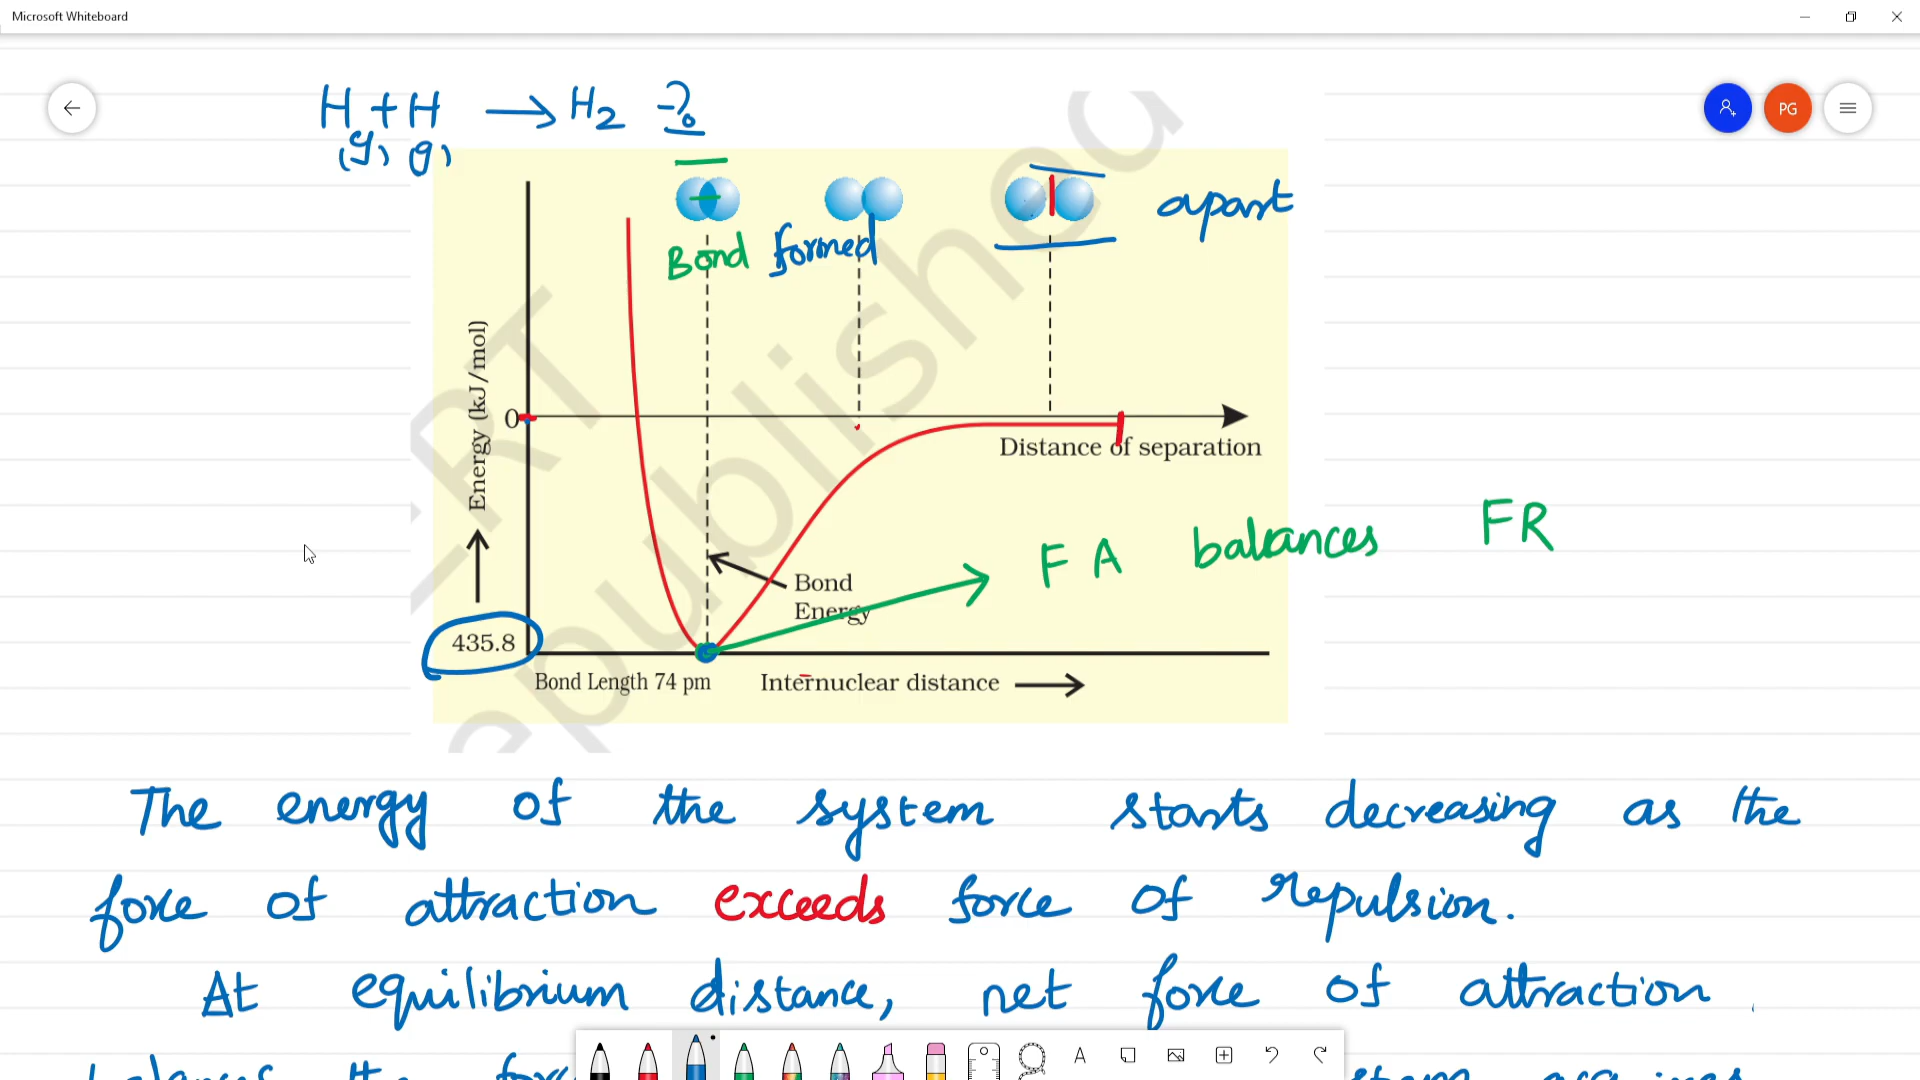 Microsoft Whiteboard
H + H → H2 ?
(g) (g)
PG
apart
Bond formed
Energy (kJ/mol)
0
Distance of separation
F A balances FR
Bond
Energy
435.8
Bond Length 74 pm Internuclear distance
The energy of the system starts decreasing as the
force of attraction exceeds force of repulsion.
At equilibrium distance, net force of attraction
A